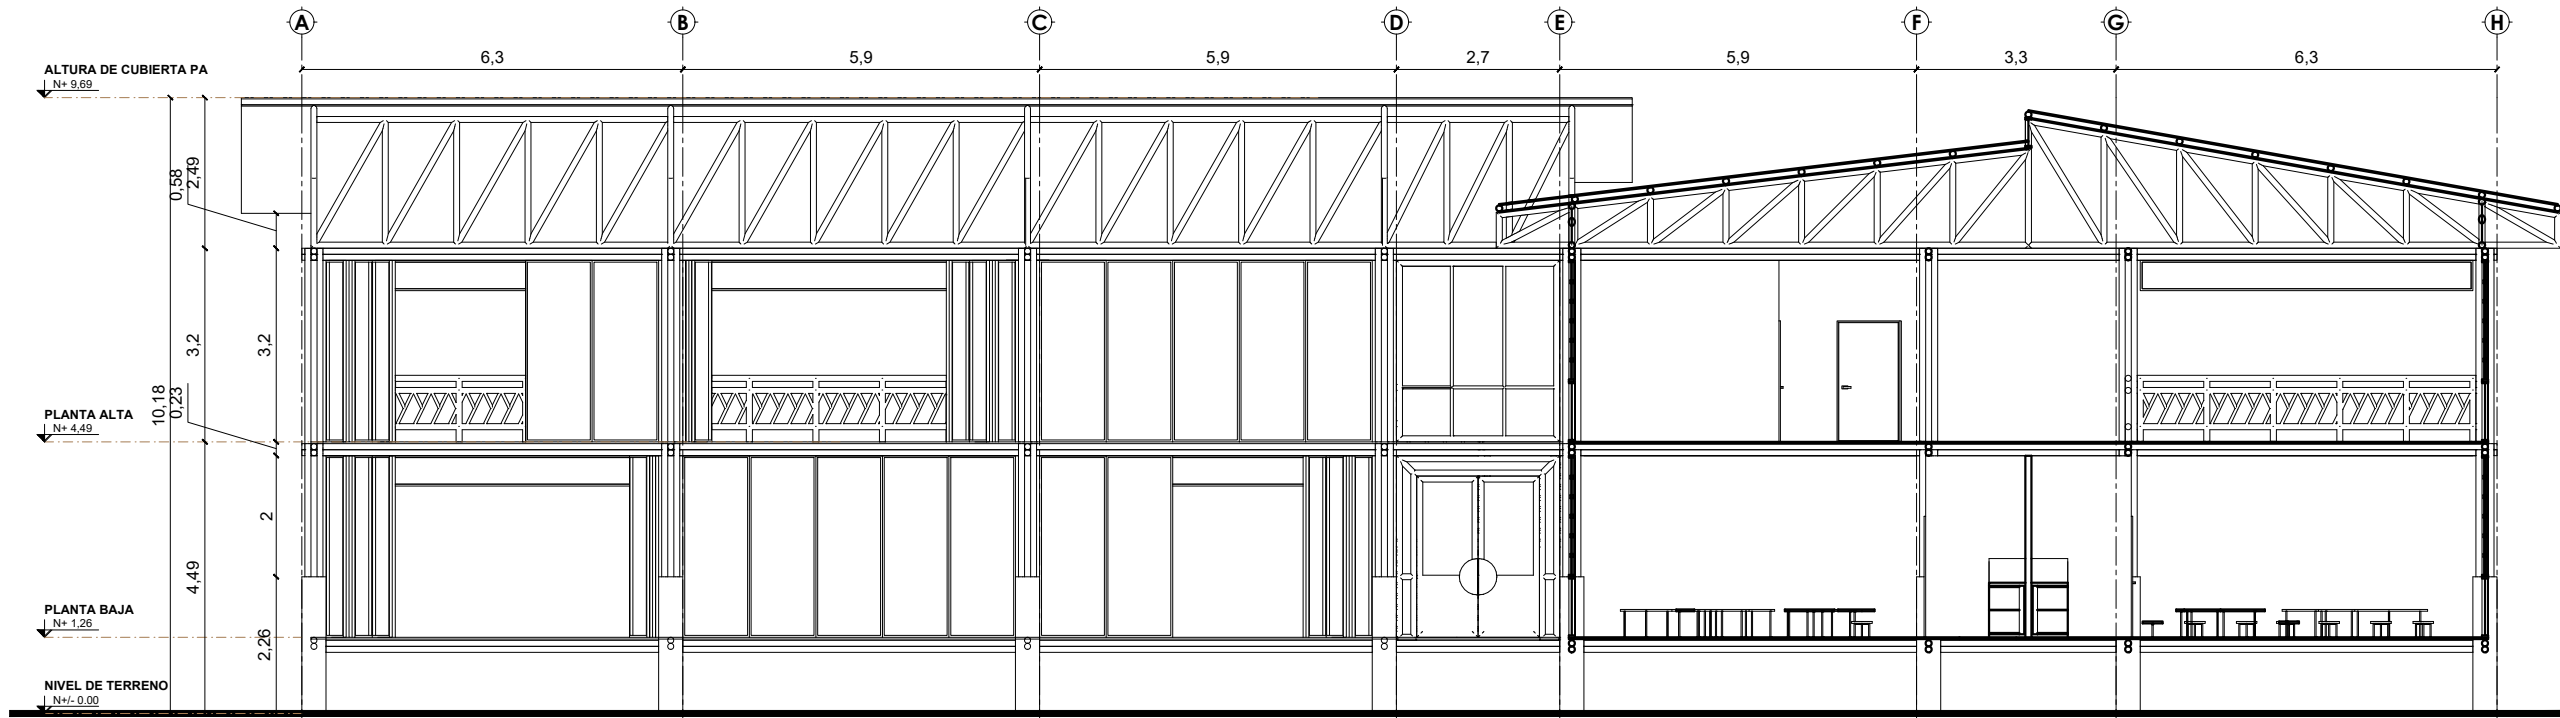 A B C D E F G H
6,3 5,9 5,9 2,7 5,9 3,3 6,3
ALTURA DE CUBIERTA PA
N+ 9,69
0,58
2,49
3,2
3,2
10,18
0,23
PLANTA ALTA
N+ 4,49
2
4,49
PLANTA BAJA
N+ 1,26
2,26
NIVEL DE TERRENO
N+/- 0.00